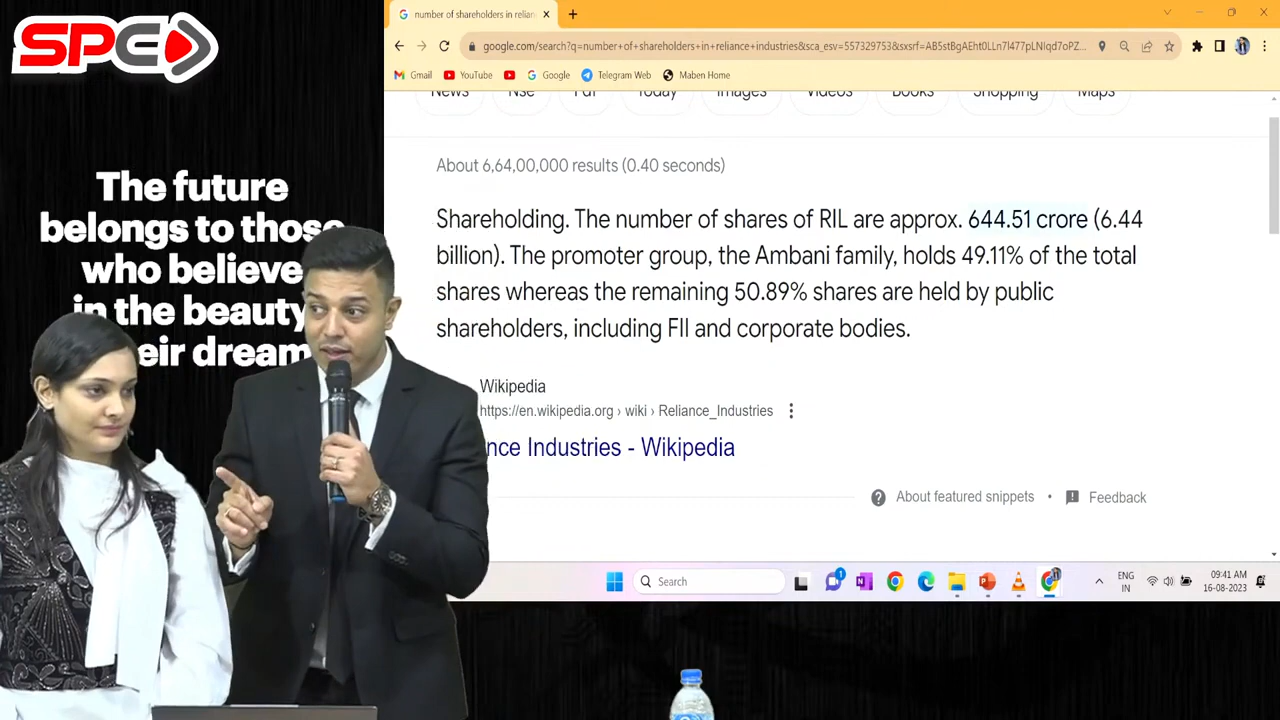 SPED
The future
belongs to those
who believe
in the beauty
eir dream
number of shareholders in relian
google.com/search?q=number+of+shareholders+in+reliance+industries&sca_esv=557329753&sxsrf=AB5stBgAEht0LLn7l477pLNIqd7oPZ...
Gmail YouTube Google Telegram Web Maben Home
News Nse Pdf Today Images Videos Books Shopping Maps
About 6,64,00,000 results (0.40 seconds)
Shareholding. The number of shares of RIL are approx. 644.51 crore (6.44
billion). The promoter group, the Ambani family, holds 49.11% of the total
shares whereas the remaining 50.89% shares are held by public
shareholders, including FII and corporate bodies.
Wikipedia
https://en.wikipedia.org › wiki › Reliance_Industries
nce Industries - Wikipedia
About featured snippets • Feedback
Search
ENG
IN
09:41 AM
16-08-2023